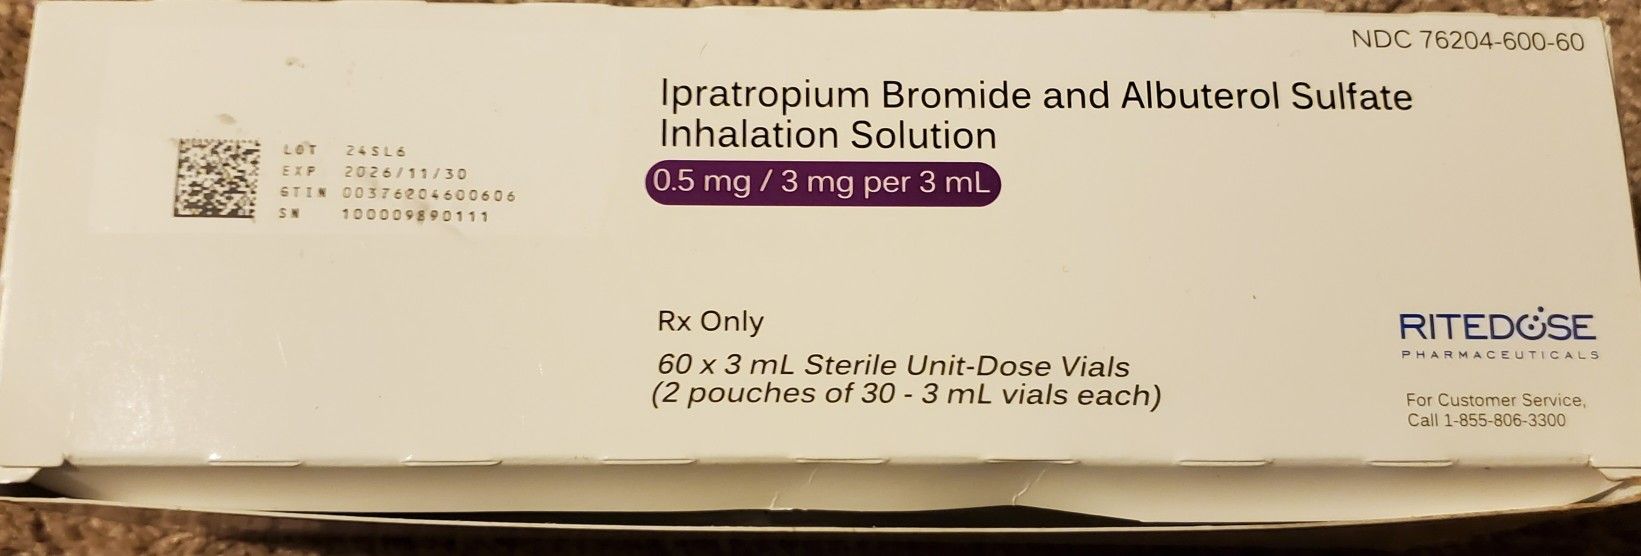 NDC 76204-600-60
Ipratropium Bromide and Albuterol Sulfate
Inhalation Solution
0.5 mg / 3 mg per 3 mL
LOT 24SL6
EXP 2026/11/30
GTIN 00376204600606
SN 100009890111
Rx Only
60 x 3 mL Sterile Unit-Dose Vials
(2 pouches of 30 - 3 mL vials each)
RITEDOSE
PHARMACEUTICALS
For Customer Service,
Call 1-855-806-3300